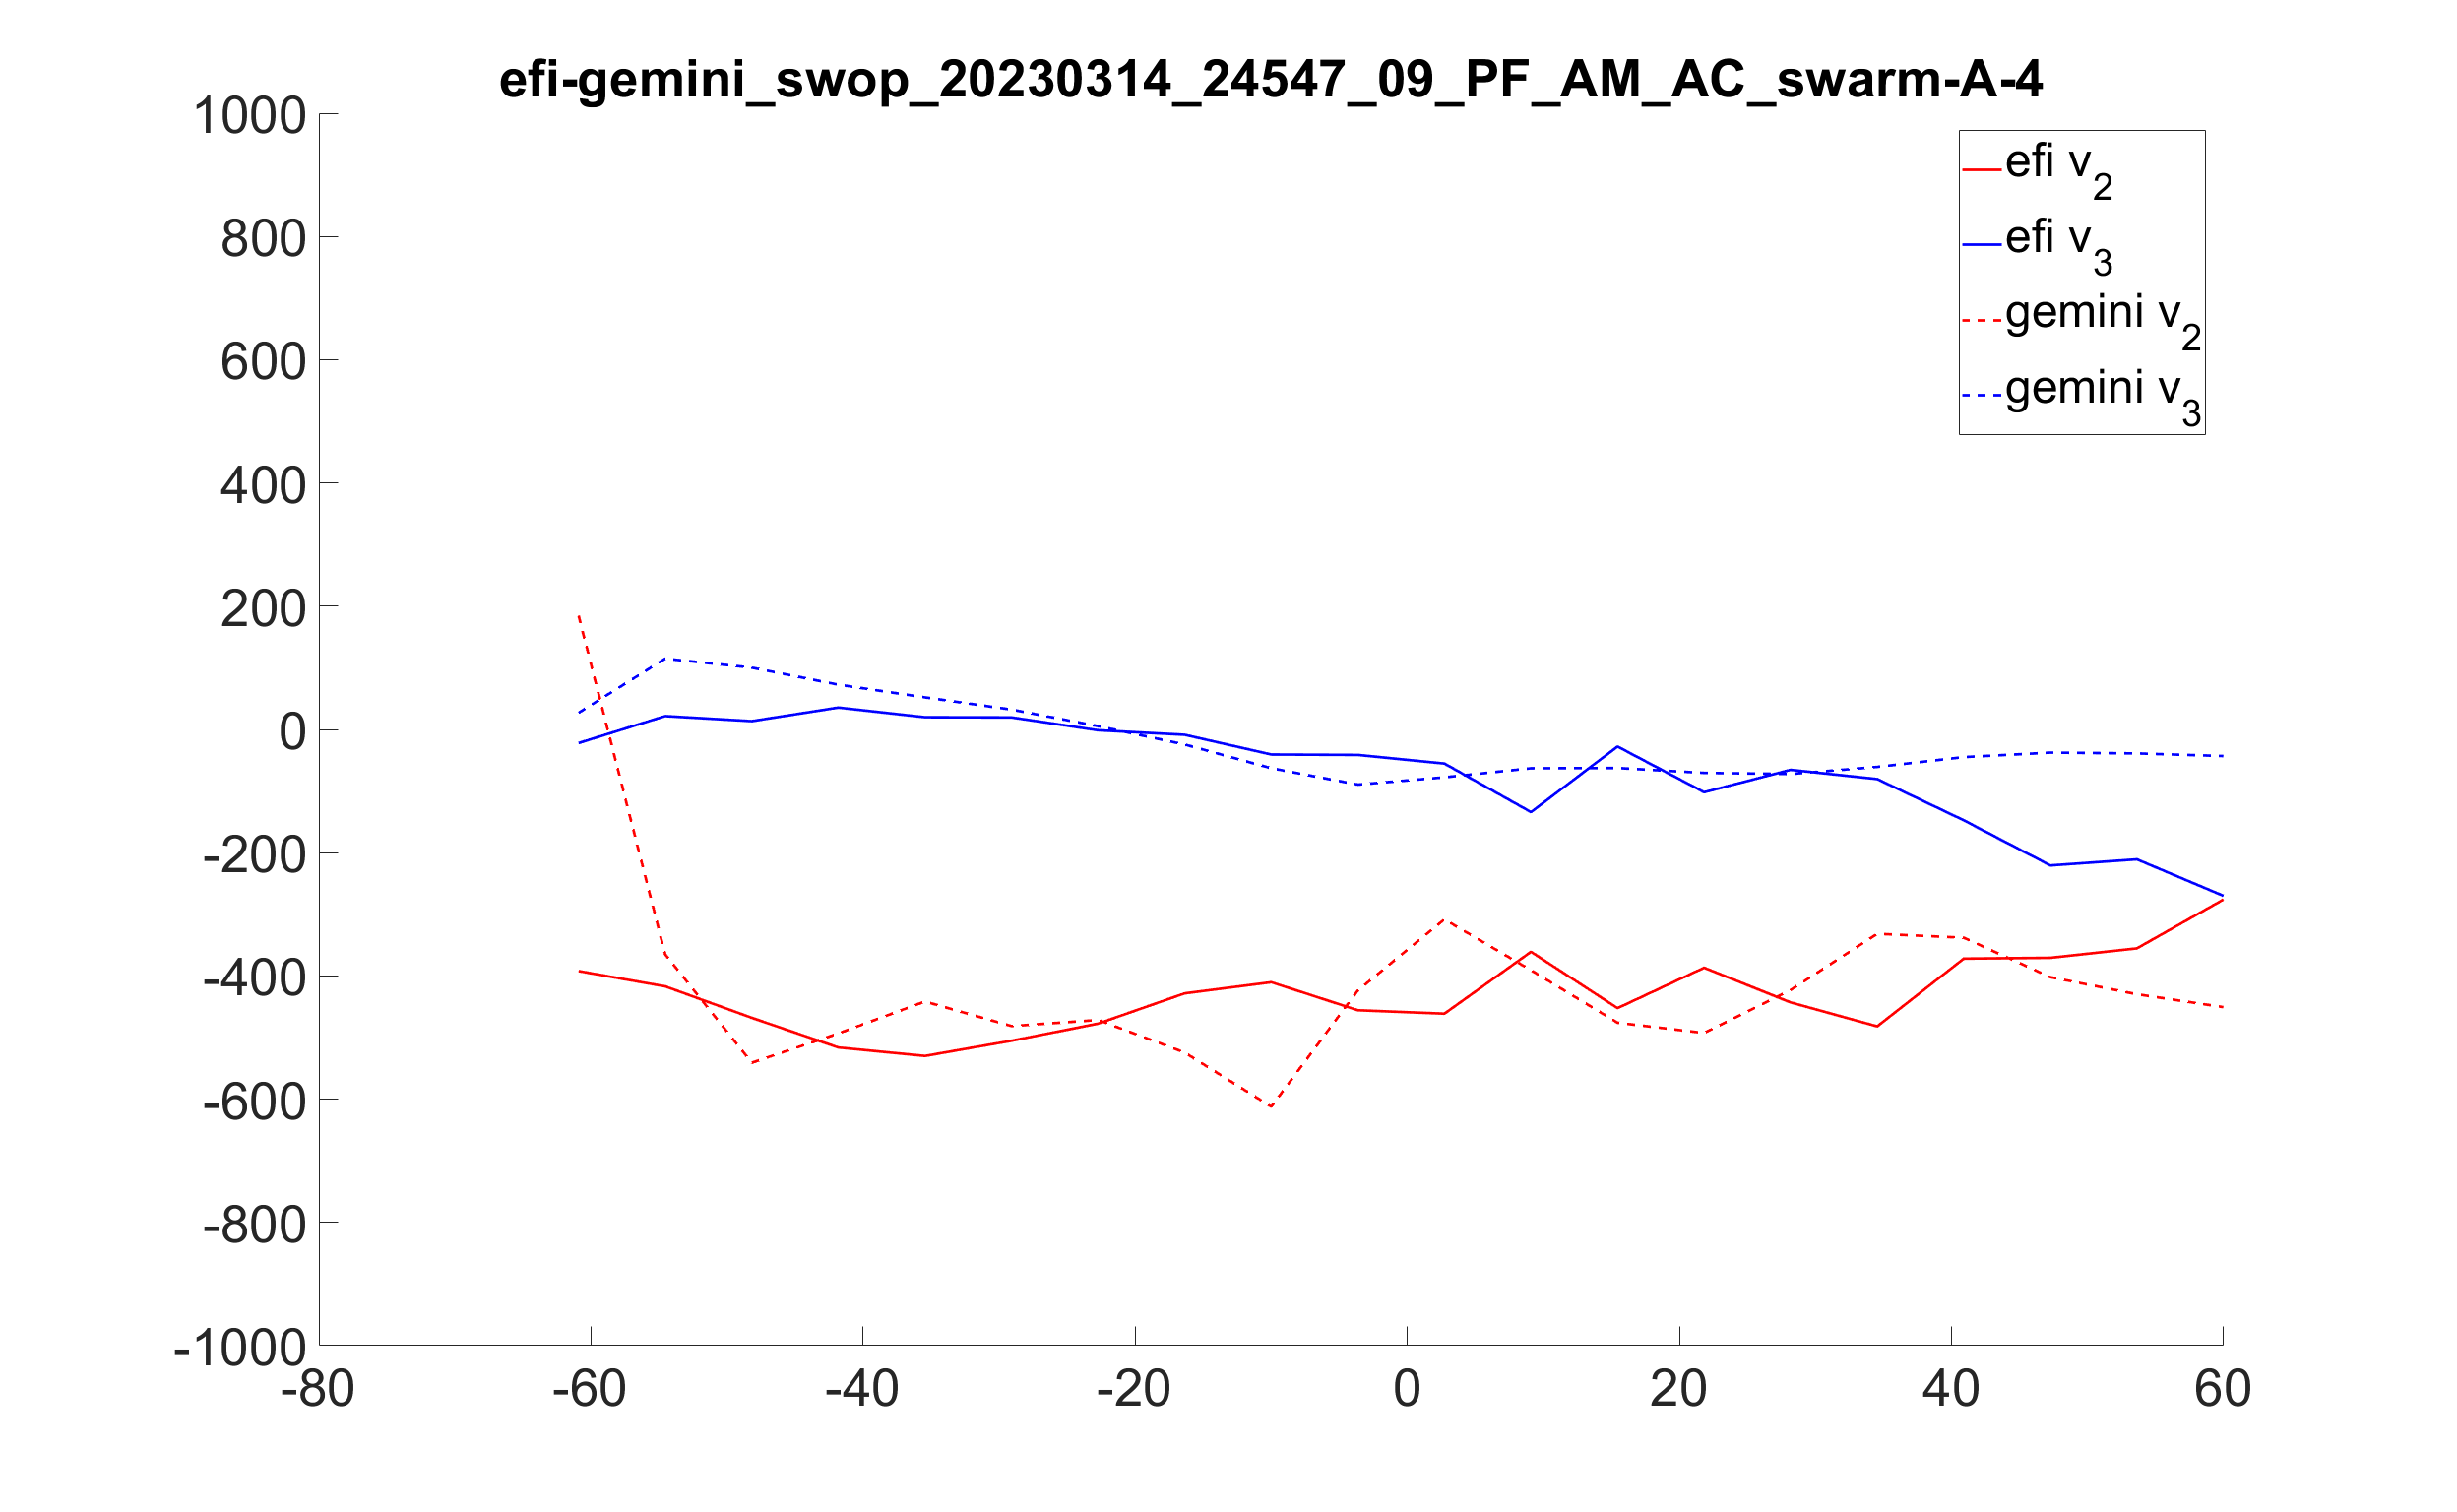 efi-gemini_swop_20230314_24547_09_PF_AM_AC_swarm-A-4
1000
800
600
400
200
0
-200
-400
-600
-800
-1000
-80 -60 -40 -20 0 20 40 60
efi v2
efi v3
gemini v2
gemini v3